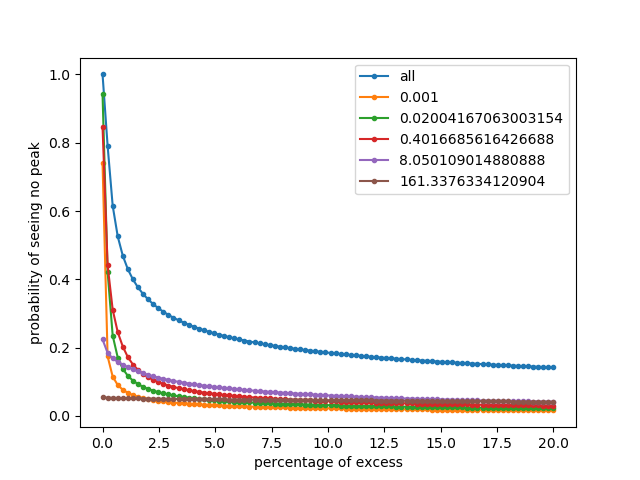 1.0
0.8
0.6
0.4
0.2
0.0
probability of seeing no peak
all
0.001
0.02004167063003154
0.4016685616426688
8.050109014880888
161.3376334120904
0.0 2.5 5.0 7.5 10.0 12.5 15.0 17.5 20.0
percentage of excess